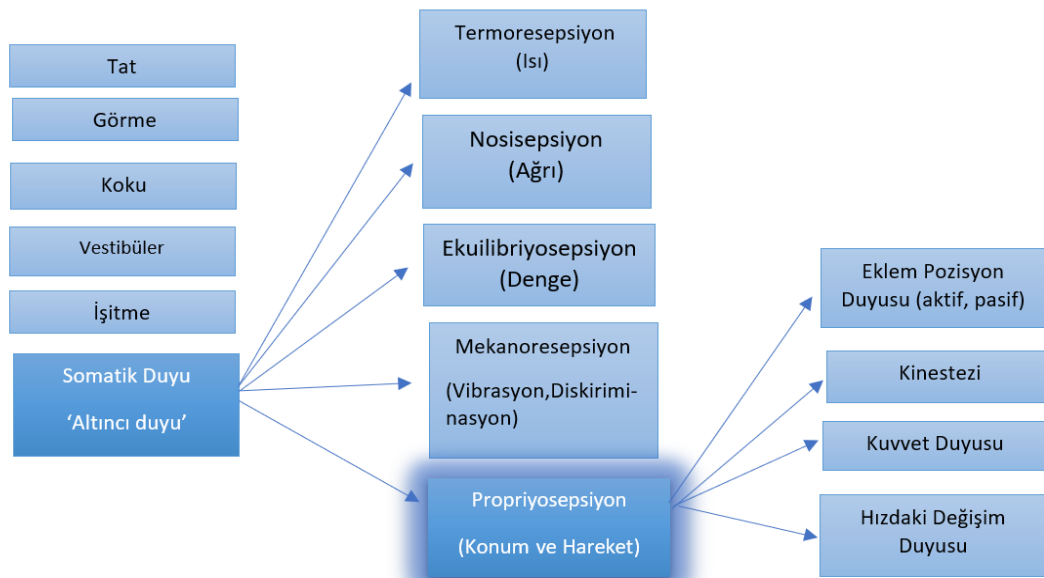 Tat
Görme
Koku
Vestibüler
İşitme
Somatik Duyu
‘Altıncı duyu’
Termoresepsiyon
(Isı)
Nosisepsiyon
(Ağrı)
Ekuilibriyosepsiyon
(Denge)
Mekanoresepsiyon
(Vibrasyon,Diskirimi-
nasyon)
Propriyosepsiyon
(Konum ve Hareket)
Eklem Pozisyon
Duyusu (aktif, pasif)
Kinestezi
Kuvvet Duyusu
Hızdaki Değişim
Duyusu